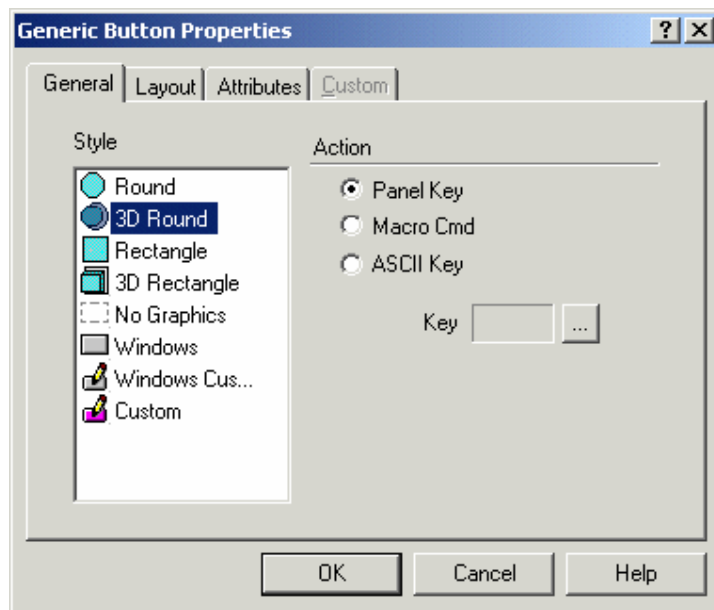 Generic Button Properties
General Layout Attributes Custom
Style
Round
3D Round
Rectangle
3D Rectangle
No Graphics
Windows
Windows Cus...
Custom
Action
Panel Key
Macro Cmd
ASCII Key
Key ...
OK Cancel Help